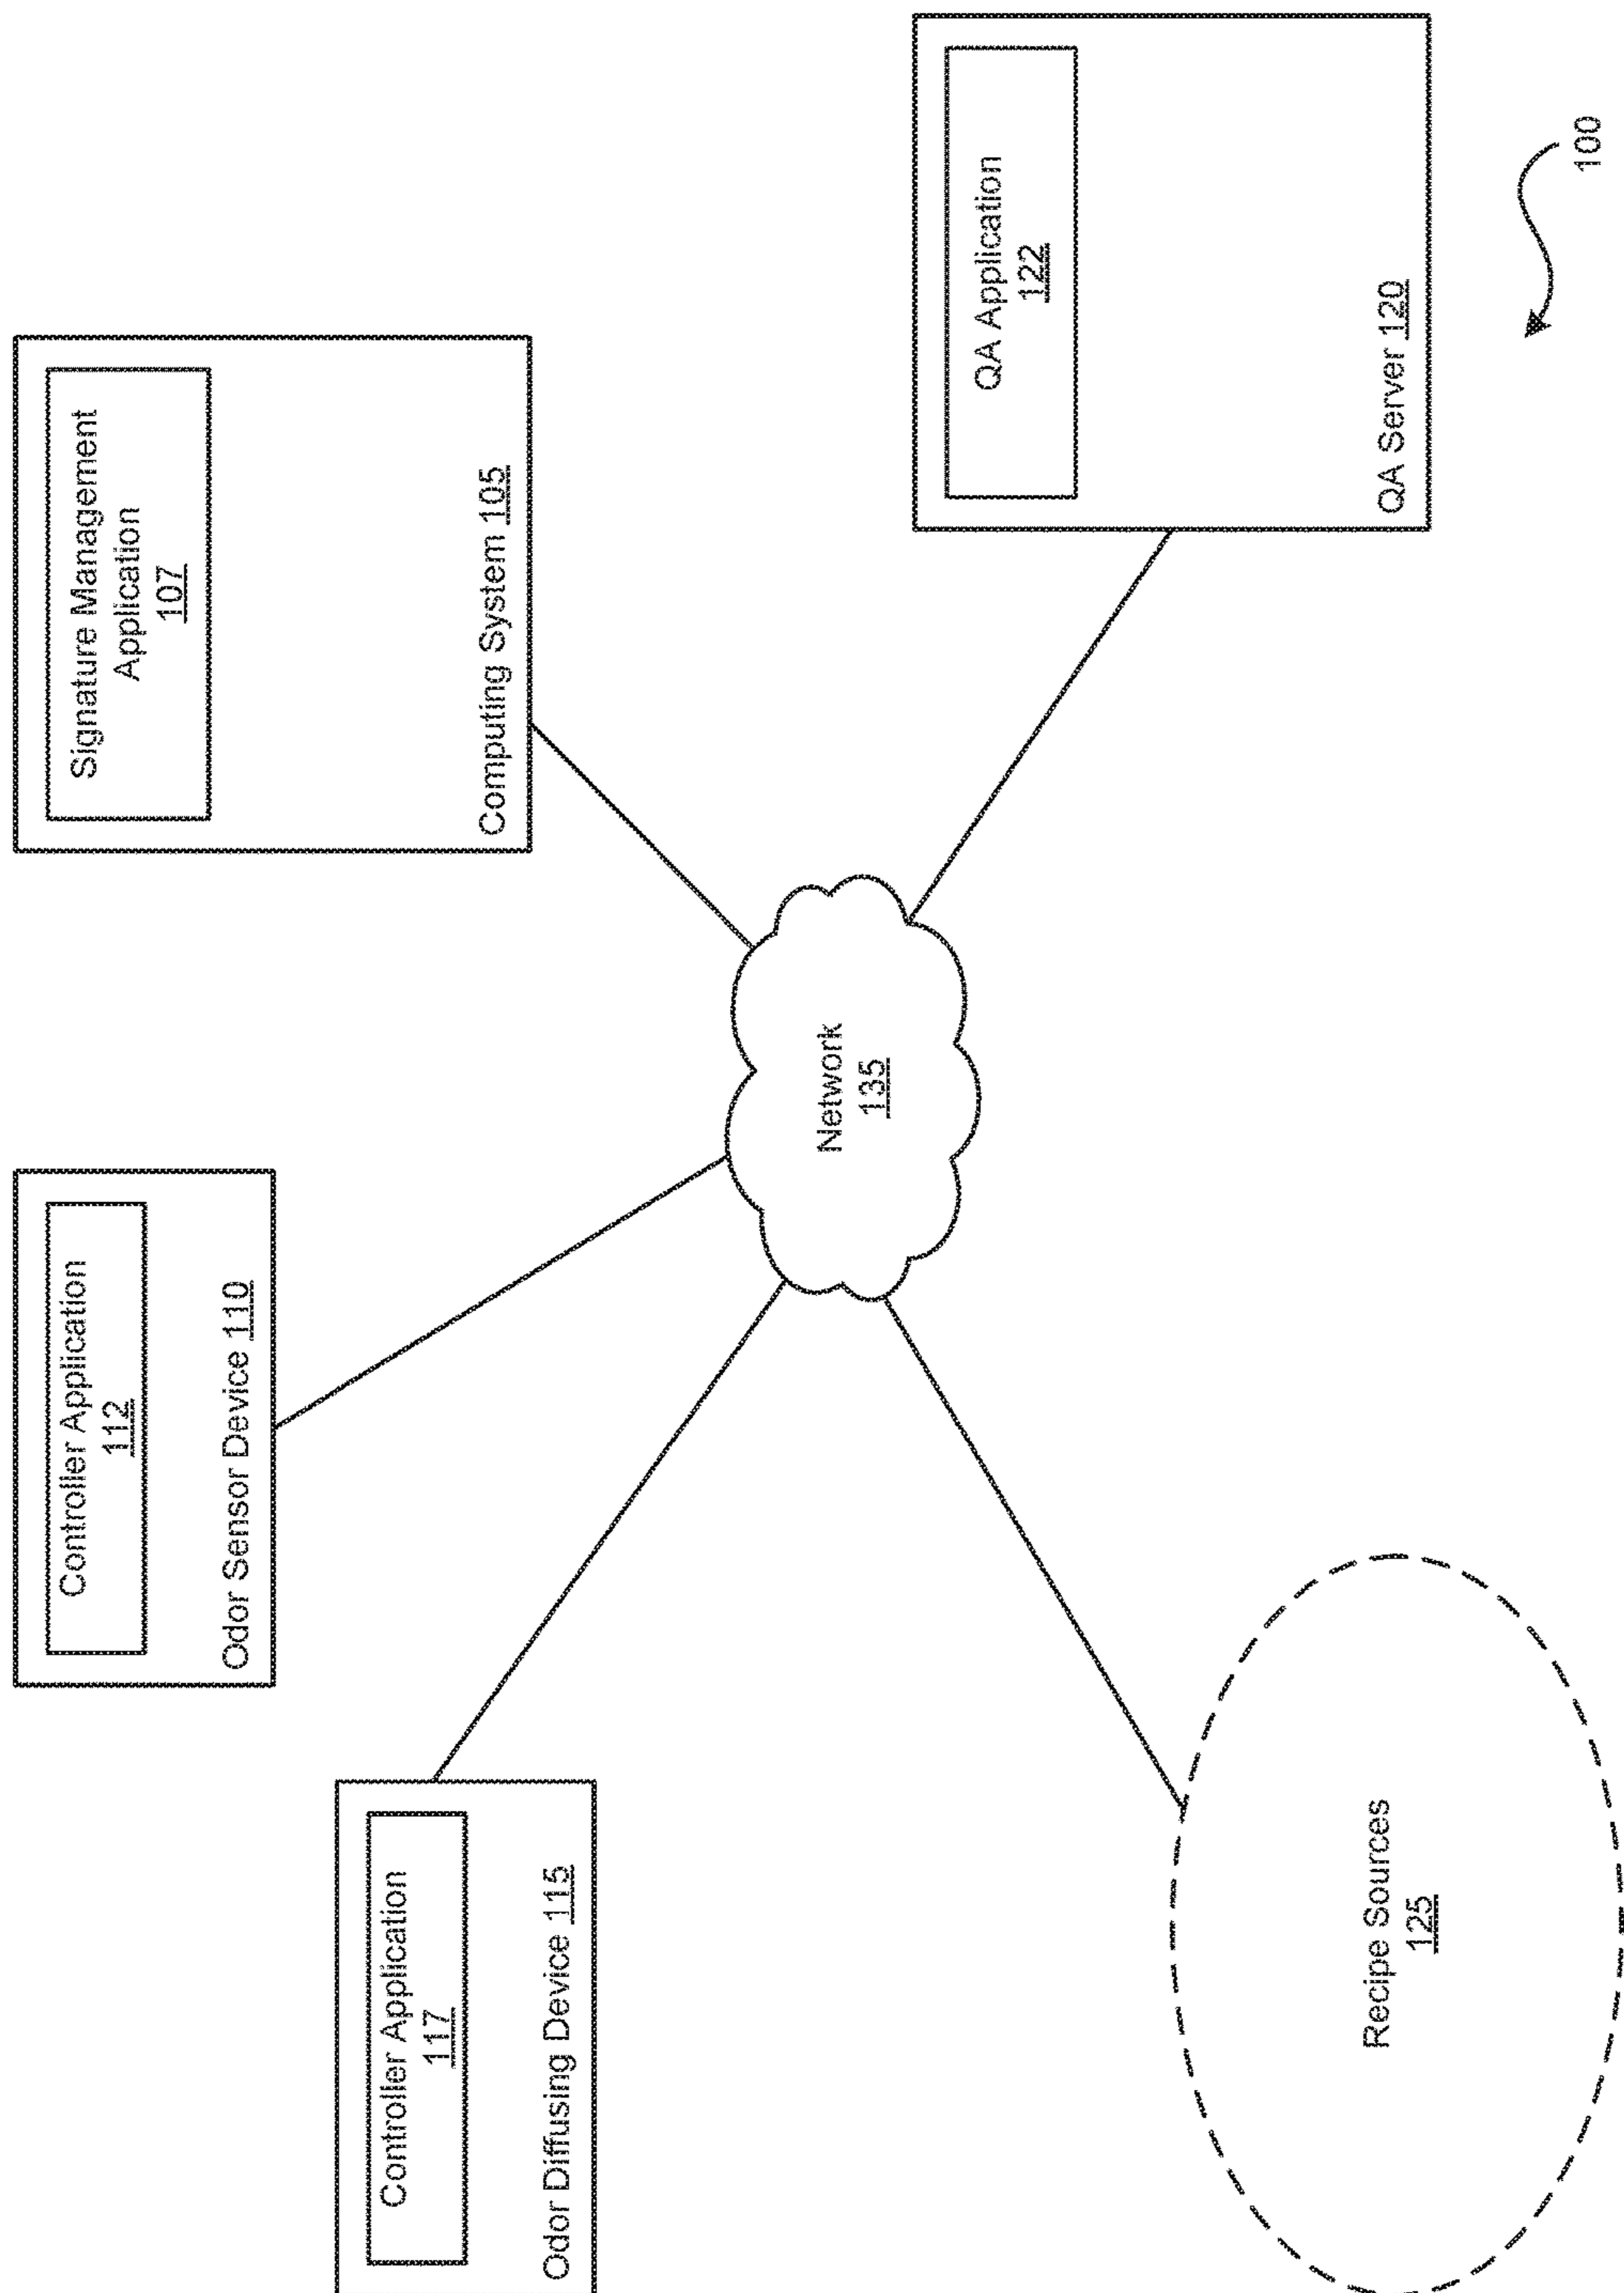 Controller Application
117
Odor Diffusing Device 115
Controller Application
112
Odor Sensor Device 110
Signature Management
Application
107
Computing System 105
Network
135
Recipe Sources
125
QA Application
122
QA Server 120
100